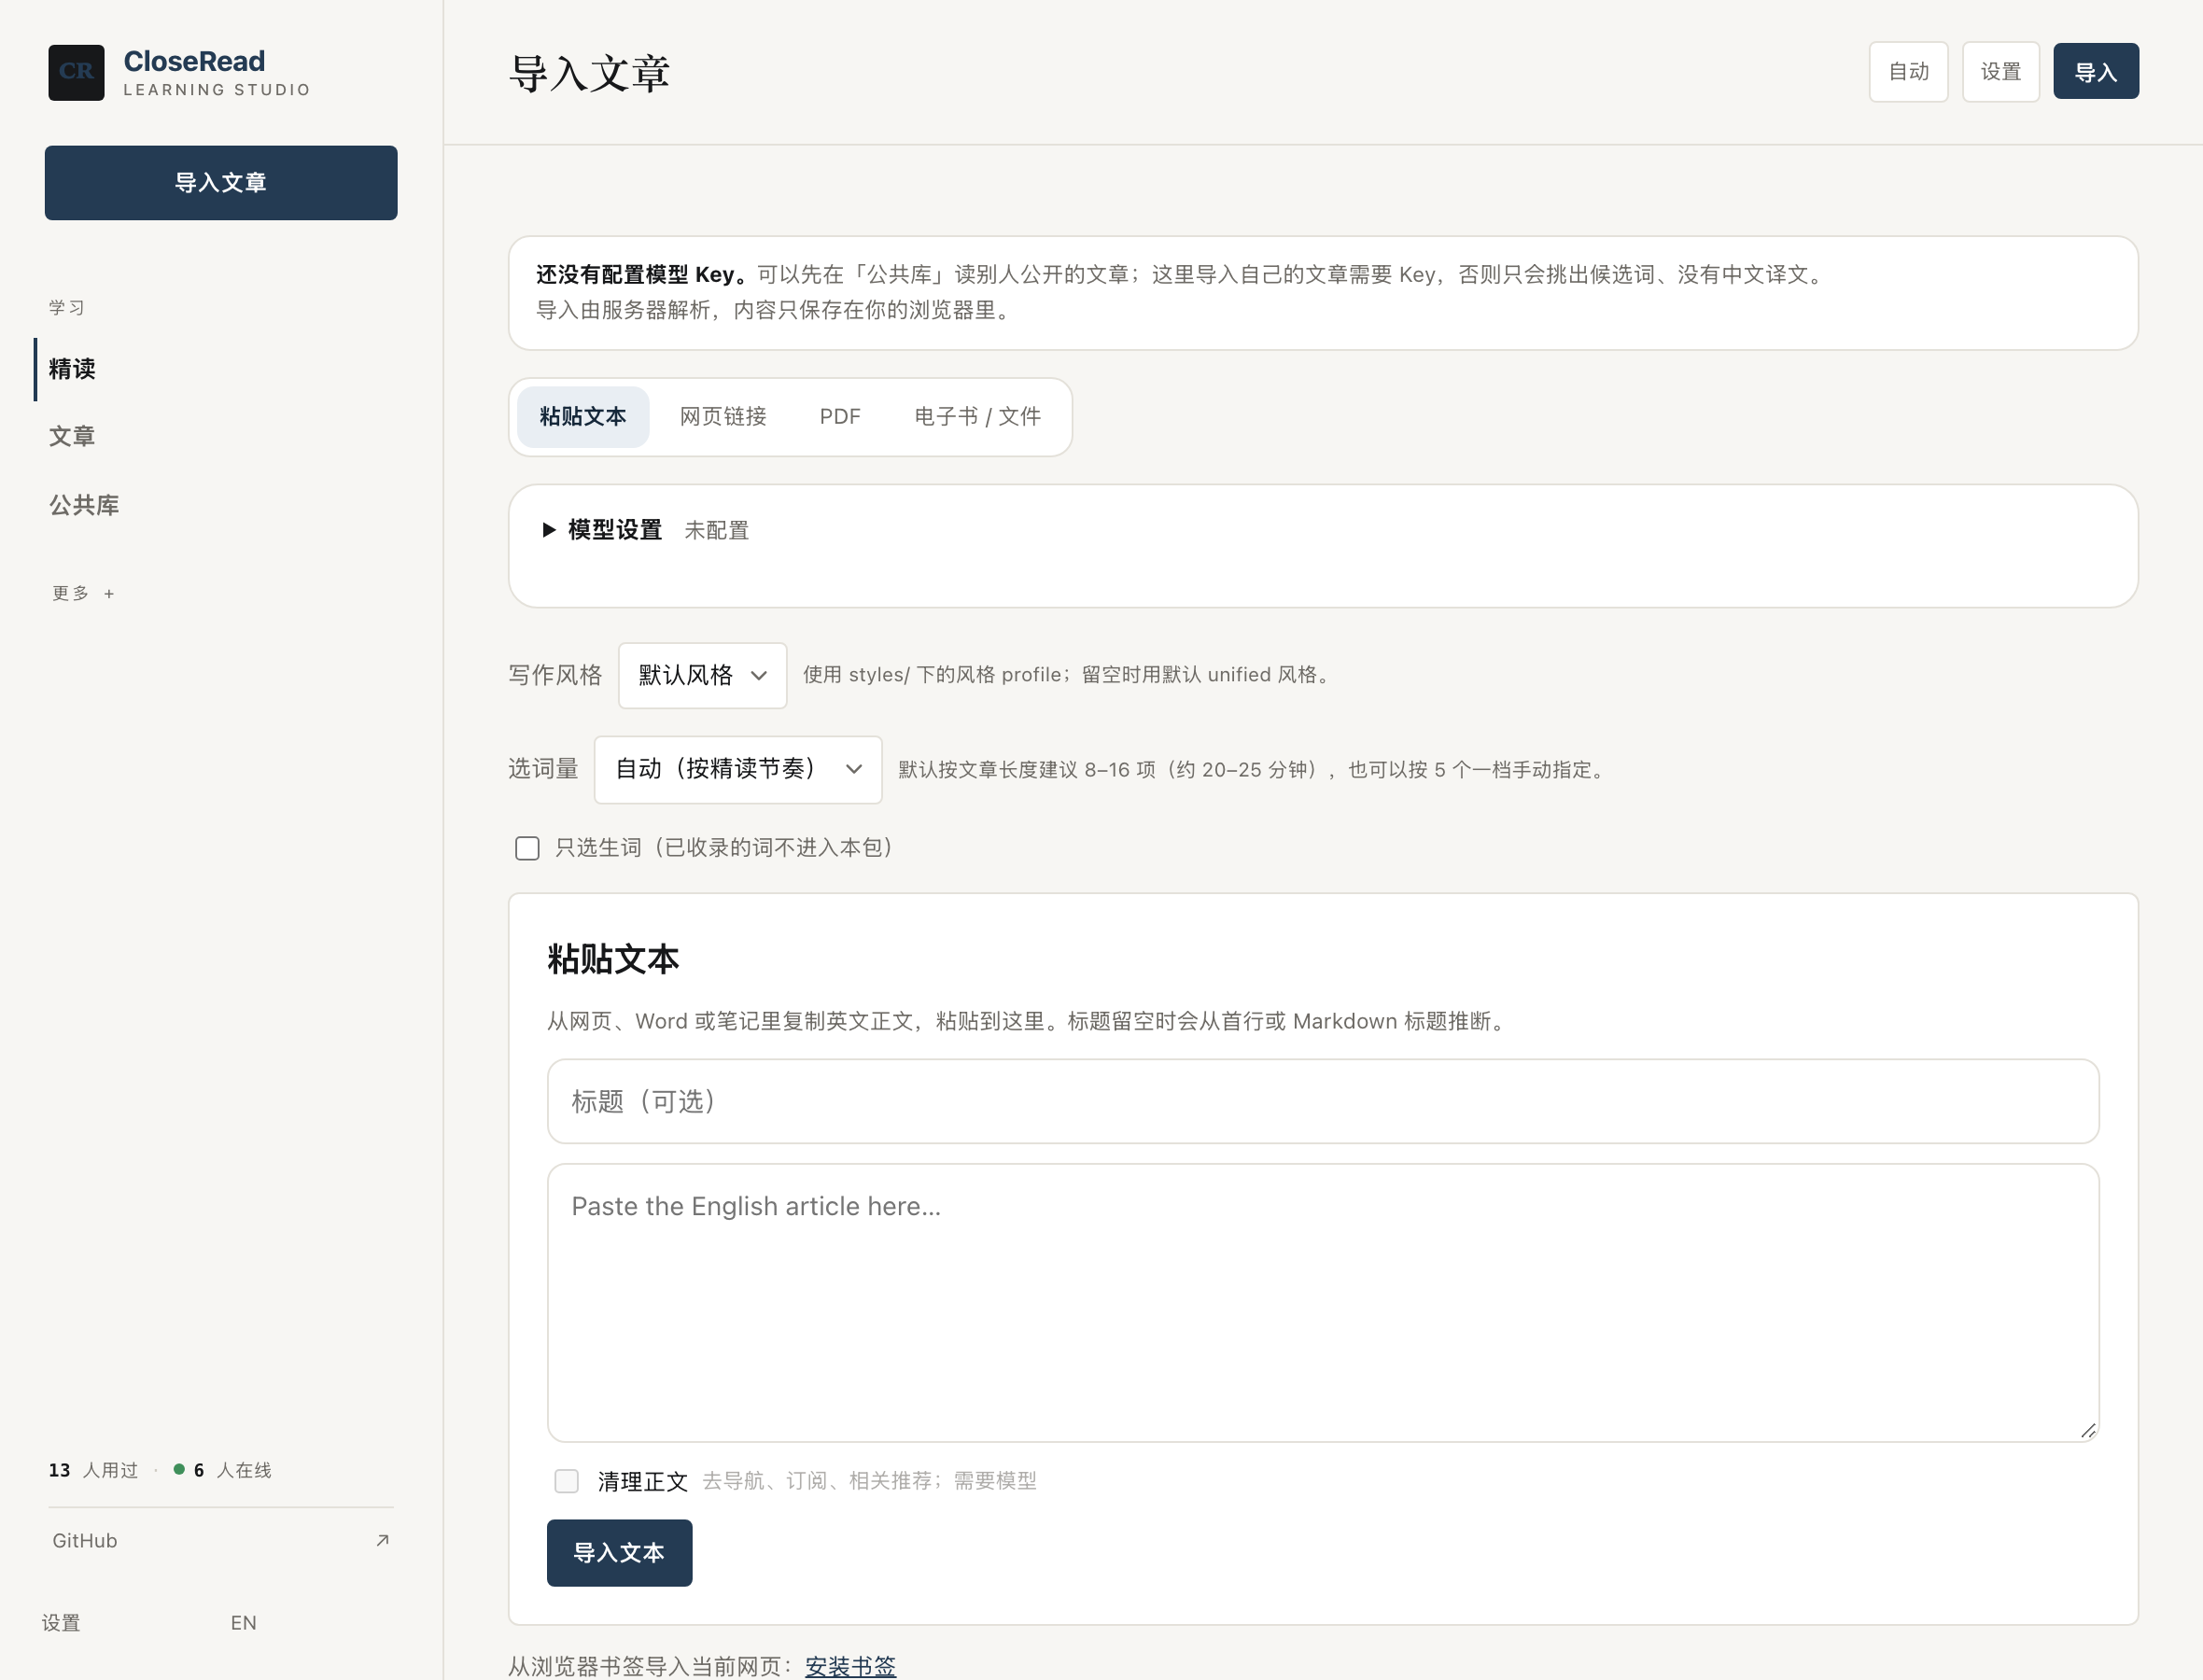 CR
CloseRead
LEARNING STUDIO
导入文章
学习
精读
文章
公共库
更多 +
13 人用过 · 6 人在线
GitHub ↗
设置 EN
导入文章
自动 设置 导入
还没有配置模型 Key。可以先在「公共库」读别人公开的文章；这里导入自己的文章需要 Key，否则只会挑出候选词、没有中文译文。
导入由服务器解析，内容只保存在你的浏览器里。
粘贴文本 网页链接 PDF 电子书 / 文件
模型设置 未配置
写作风格 默认风格 使用 styles/ 下的风格 profile；留空时用默认 unified 风格。
选词量 自动（按精读节奏） 默认按文章长度建议 8–16 项（约 20–25 分钟），也可以按 5 个一档手动指定。
只选生词（已收录的词不进入本包）
粘贴文本
从网页、Word 或笔记里复制英文正文，粘贴到这里。标题留空时会从首行或 Markdown 标题推断。
标题（可选）
Paste the English article here...
清理正文 去导航、订阅、相关推荐；需要模型
导入文本
从浏览器书签导入当前网页：安装书签